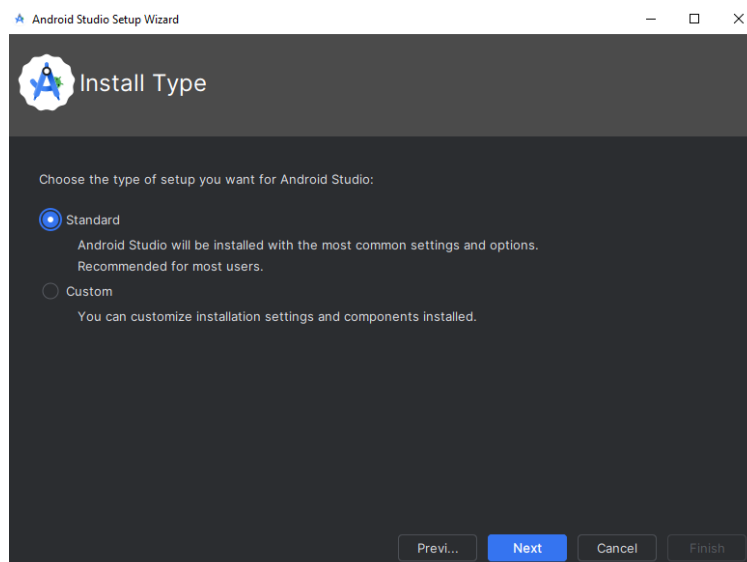 Android Studio Setup Wizard
Install Type
Choose the type of setup you want for Android Studio:
Standard
Android Studio will be installed with the most common settings and options.
Recommended for most users.
Custom
You can customize installation settings and components installed.
Previ...
Next
Cancel
Finish